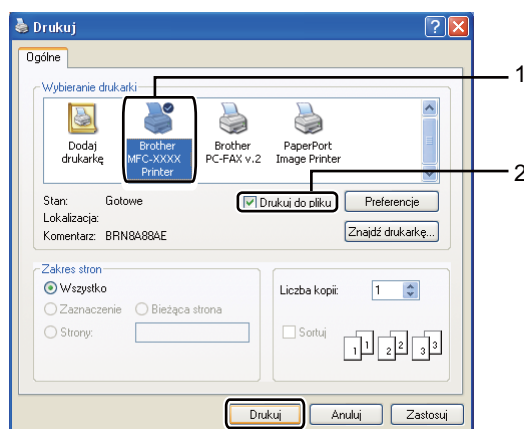 Drukuj
Ogólne
Wybieranie drukarki
1
Dodaj drukarkę
Brother MFC-XXXX Printer
Brother PC-FAX v.2
PaperPort Image Printer
2
Stan: Gotowe
Drukuj do pliku
Preferencje
Lokalizacja:
Komentarz: BRN8A88AE
Znajdź drukarkę...
Zakres stron
Wszystko
Zaznaczenie
Bieżąca strona
Strony:
Liczba kopii: 1
Sortuj
1 1 2 2 3 3
Drukuj
Anuluj
Zastosuj